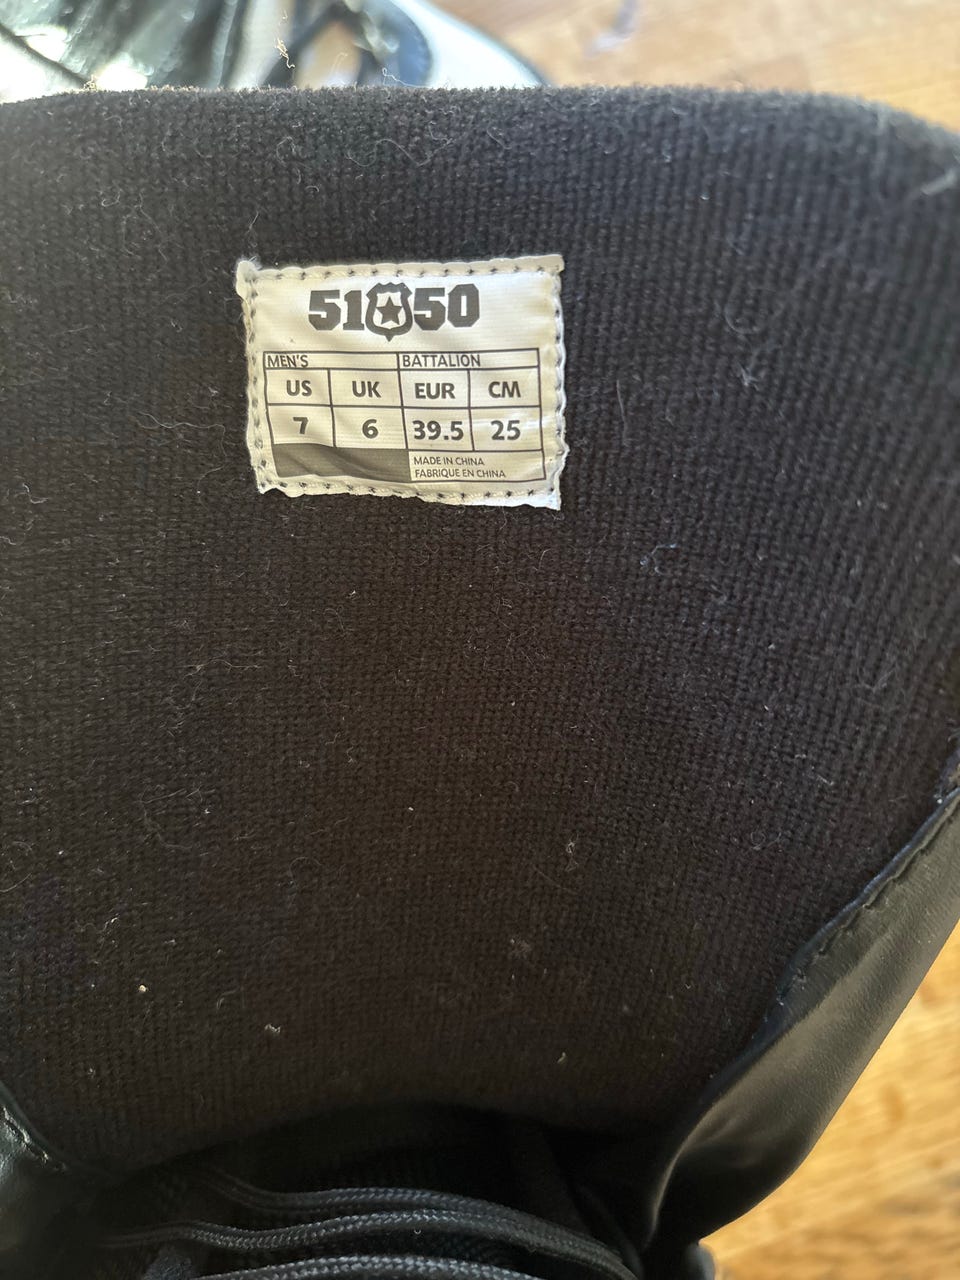 51 50
MEN'S BATTALION
US UK EUR CM
7 6 39.5 25
MADE IN CHINA
FABRIQUE EN CHINA